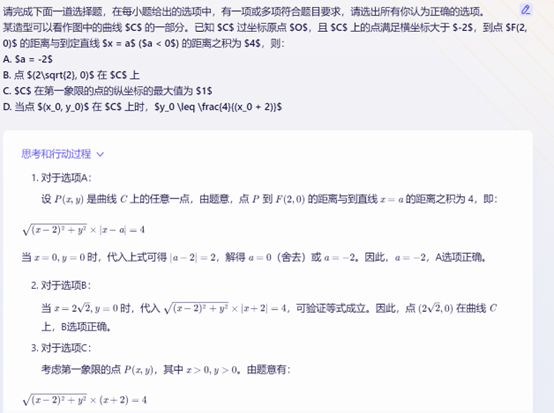 请完成下面一道选择题，在每小题给出的选项中，有一项或多项符合题目要求，请选出所有你认为正确的选项。
某造型可以看作图中的曲线 $C$ 的一部分。已知 $C$ 过坐标原点 $O$，且 $C$ 上的点满足横坐标大于 $-2$，到点 $F(2,
0)$ 的距离与到定直线 $x = a$ ($a < 0$) 的距离之积为 $4$，则：
A. $a = -2$
B. 点 $(2\sqrt{2}, 0)$ 在 $C$ 上
C. $C$ 在第一象限的点的纵坐标的最大值为 $1$
D. 当点 $(x_0, y_0)$ 在 $C$ 上时，$y_0 \leq \frac{4}{(x_0 + 2)}$
思考和行动过程
1. 对于选项A：
设 P(x, y) 是曲线 C 上的任意一点，由题意，点 P 到 F(2, 0) 的距离与到直线 x = a 的距离之积为 4，即：
√(x−2)² + y² × |x−a| = 4
当 x = 0, y = 0 时，代入上式可得 |a − 2| = 2，解得 a = 0（舍去）或 a = −2。因此，a = −2，A选项正确。
2. 对于选项B：
当 x = 2√2, y = 0 时，代入 √(x−2)² + y² × |x + 2| = 4，可验证等式成立。因此，点 (2√2, 0) 在曲线 C
上，B选项正确。
3. 对于选项C：
考虑第一象限的点 P(x, y)，其中 x > 0, y > 0。由题意有：
√(x−2)² + y² × (x + 2) = 4